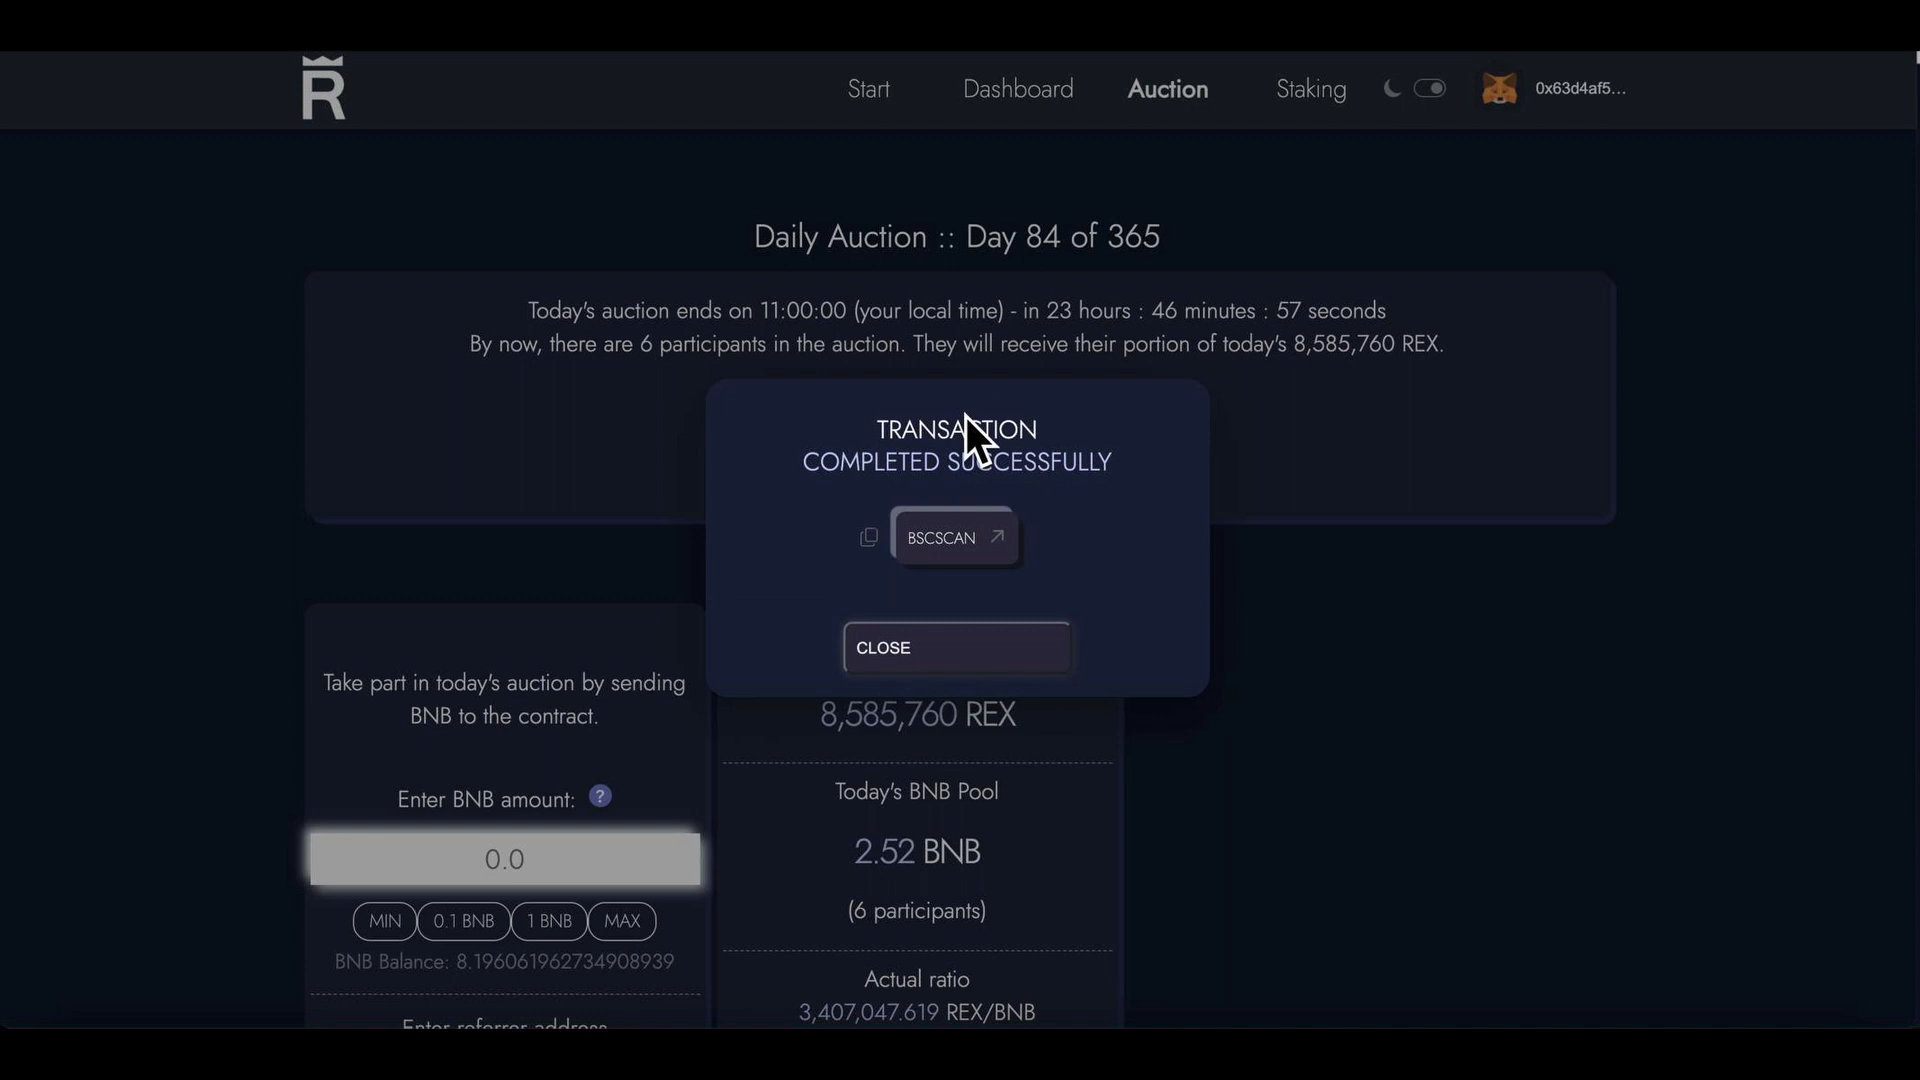 R
Start Dashboard Auction Staking 0x63d4af5...
Daily Auction :: Day 84 of 365
Today's auction ends on 11:00:00 (your local time) - in 23 hours : 46 minutes : 57 seconds
By now, there are 6 participants in the auction. They will receive their portion of today's 8,585,760 REX.
TRANSACTION
COMPLETED SUCCESSFULLY
BSCSCAN
CLOSE
Take part in today's auction by sending
BNB to the contract.
Enter BNB amount: ?
0.0
MIN 0.1 BNB 1 BNB MAX
BNB Balance: 8.196061962734908939
Enter referrer address
8,585,760 REX
Today's BNB Pool
2.52 BNB
(6 participants)
Actual ratio
3,407,047.619 REX/BNB